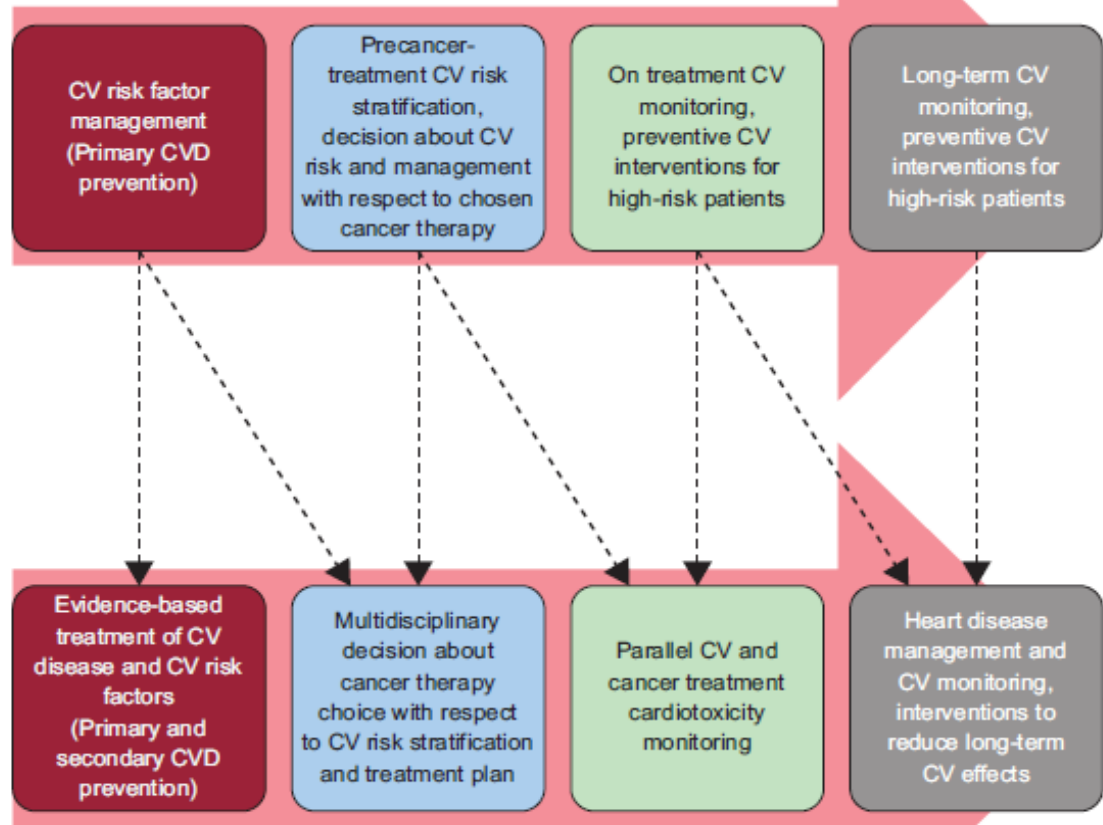 CV risk factor
management
(Primary CVD
prevention)
Precancer-
treatment CV risk
stratification,
decision about CV
risk and management
with respect to chosen
cancer therapy
On treatment CV
monitoring,
preventive CV
interventions for
high-risk patients
Long-term CV
monitoring,
preventive CV
interventions for
high-risk patients
Evidence-based
treatment of CV
disease and CV risk
factors
(Primary and
secondary CVD
prevention)
Multidisciplinary
decision about
cancer therapy
choice with respect
to CV risk stratification
and treatment plan
Parallel CV and
cancer treatment
cardiotoxicity
monitoring
Heart disease
management and
CV monitoring,
interventions to
reduce long-term
CV effects